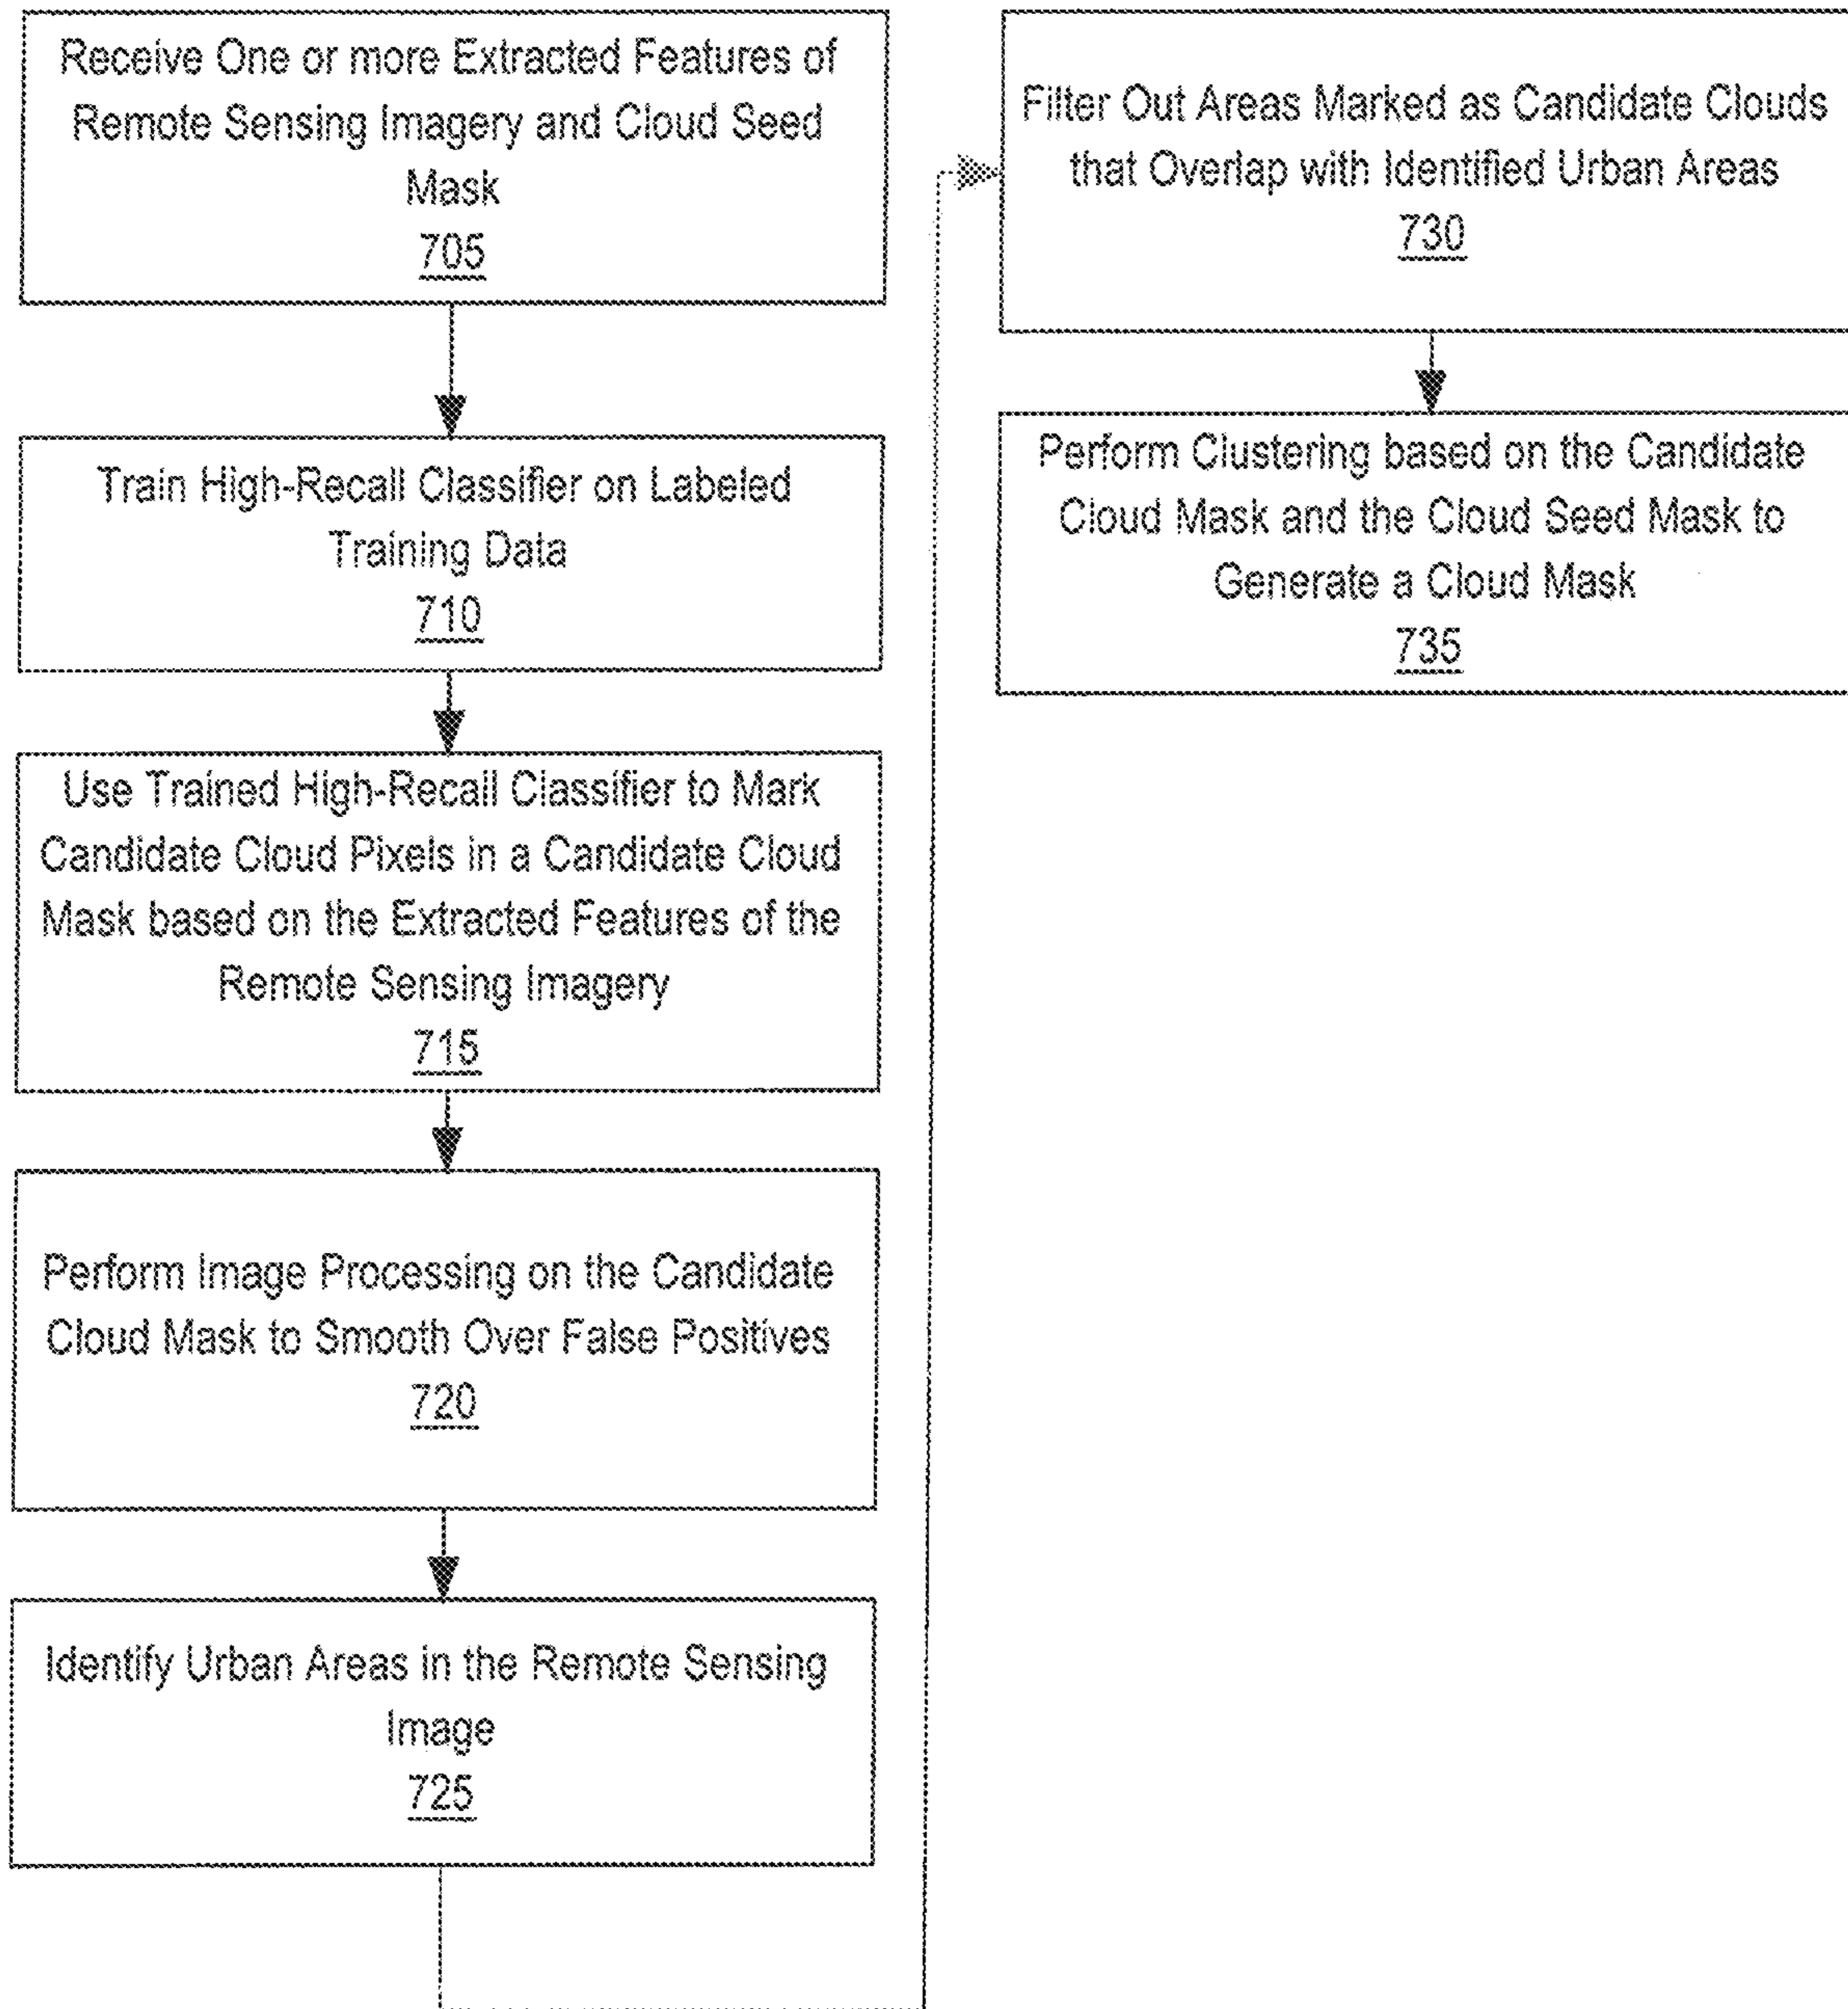 Receive One or more Extracted Features of
Remote Sensing Imagery and Cloud Seed
Mask
705
Train High-Recall Classifier on Labeled
Training Data
710
Use Trained High-Recall Classifier to Mark
Candidate Cloud Pixels in a Candidate Cloud
Mask based on the Extracted Features of the
Remote Sensing Imagery
715
Perform Image Processing on the Candidate
Cloud Mask to Smooth Over False Positives
720
Identify Urban Areas in the Remote Sensing
Image
725
Filter Out Areas Marked as Candidate Clouds
that Overlap with Identified Urban Areas
730
Perform Clustering based on the Candidate
Cloud Mask and the Cloud Seed Mask to
Generate a Cloud Mask
735